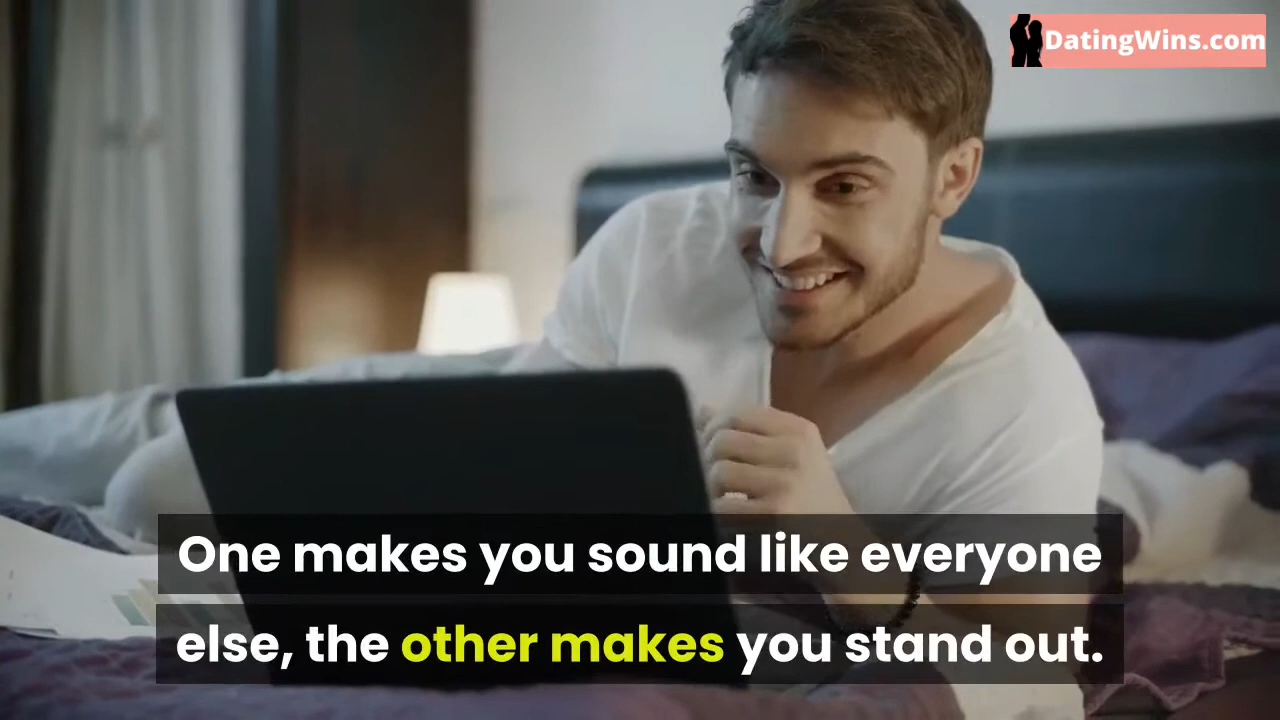 DatingWins.com
One makes you sound like everyone
else, the other makes you stand out.